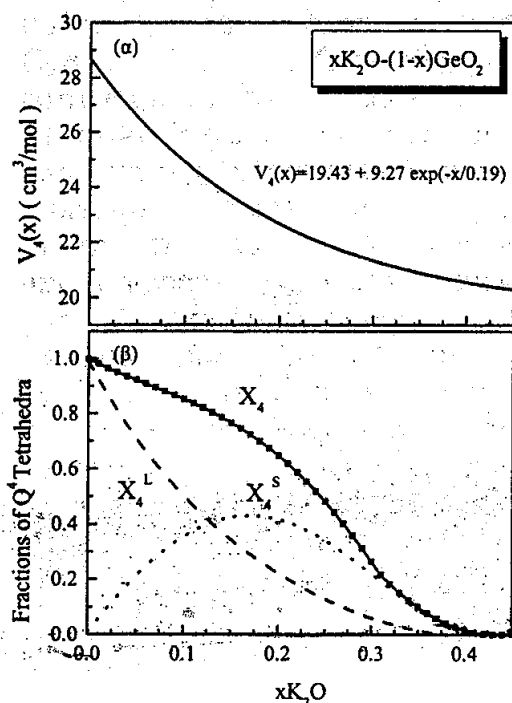 30
28
26
24
22
20
V₄(x) ( cm³/mol )
(α)
xK₂O-(1-x)GeO₂
V₄(x)=19.43 + 9.27 exp(-x/0.19)
(β)
1.0
0.8
0.6
0.4
0.2
0.0
Fractions of Q⁴ Tetrahedra
X₄
X₄ᴸ
X₄ˢ
0.0
0.1
0.2
0.3
0.4
xK₂O